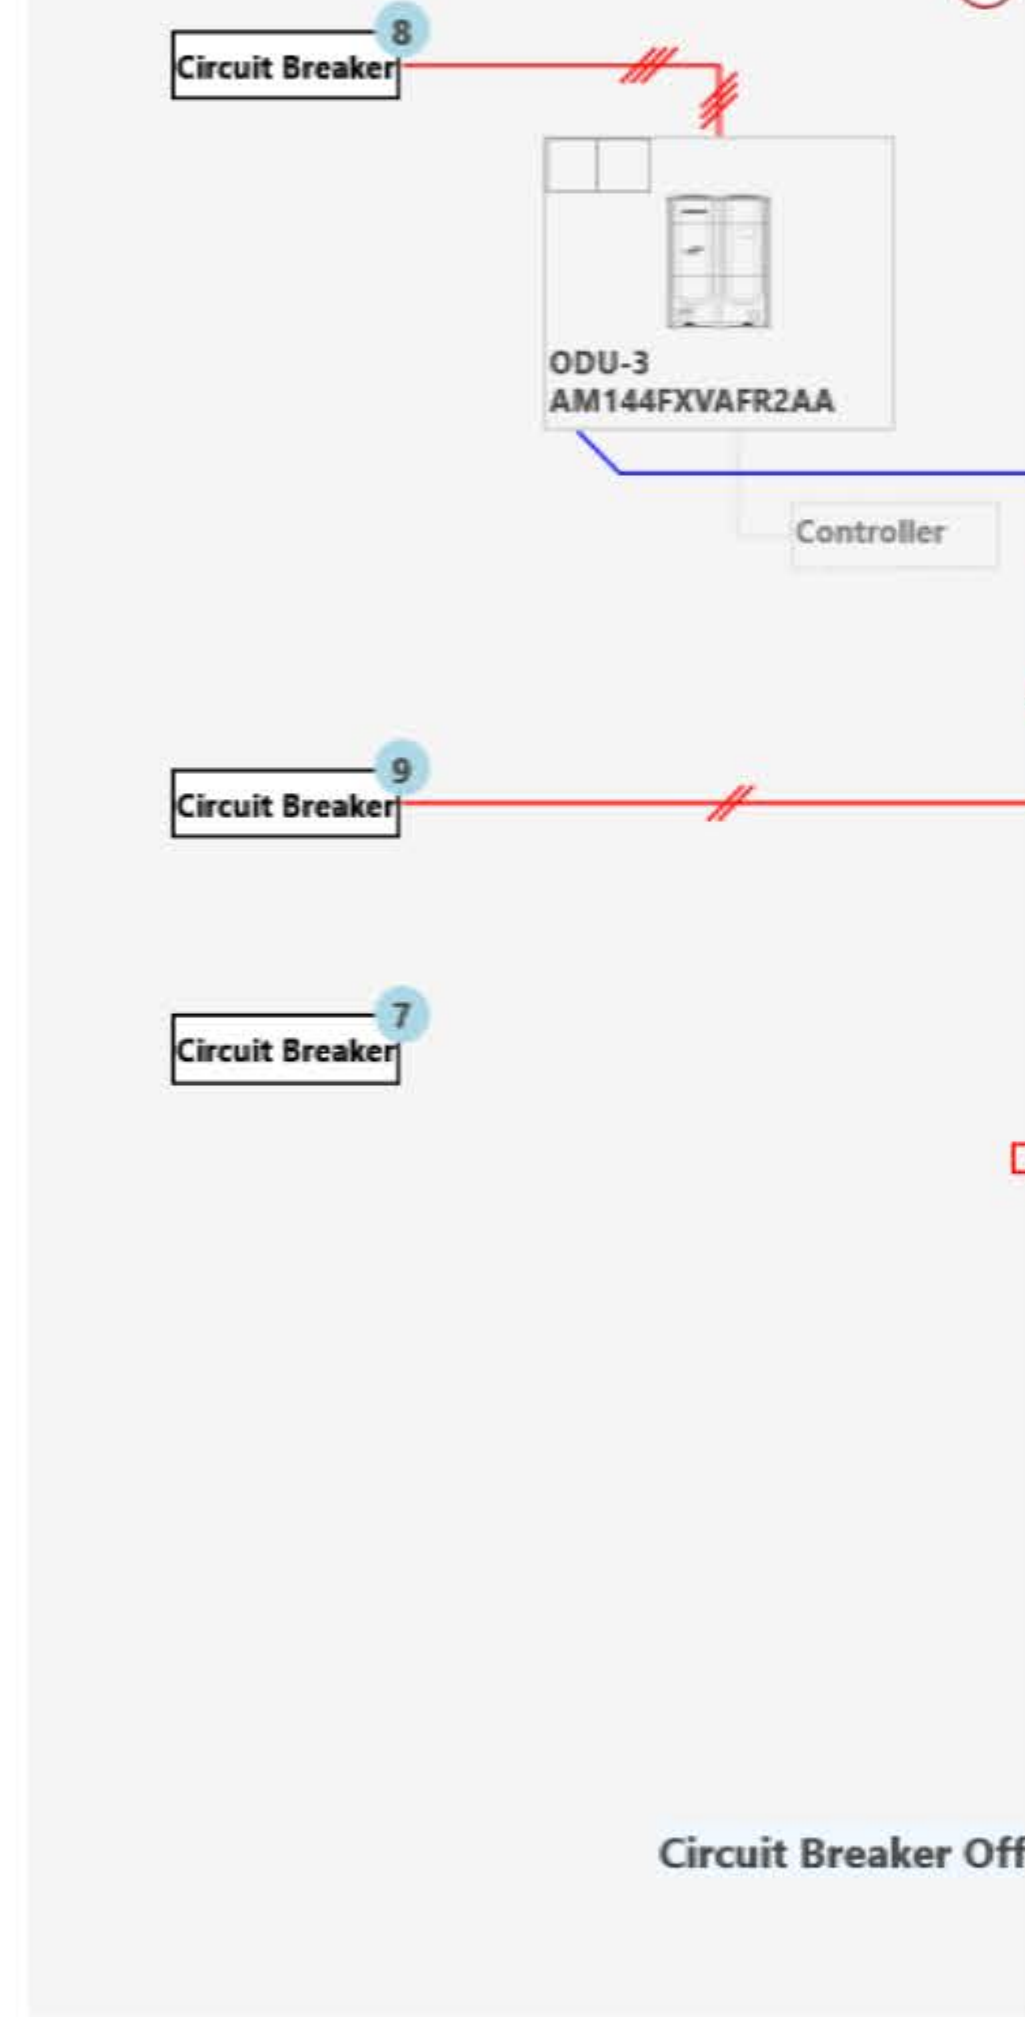 8
Circuit Breaker
ODU-3
AM144FXVAFR2AA
Controller
9
Circuit Breaker
7
Circuit Breaker
Circuit Breaker Off